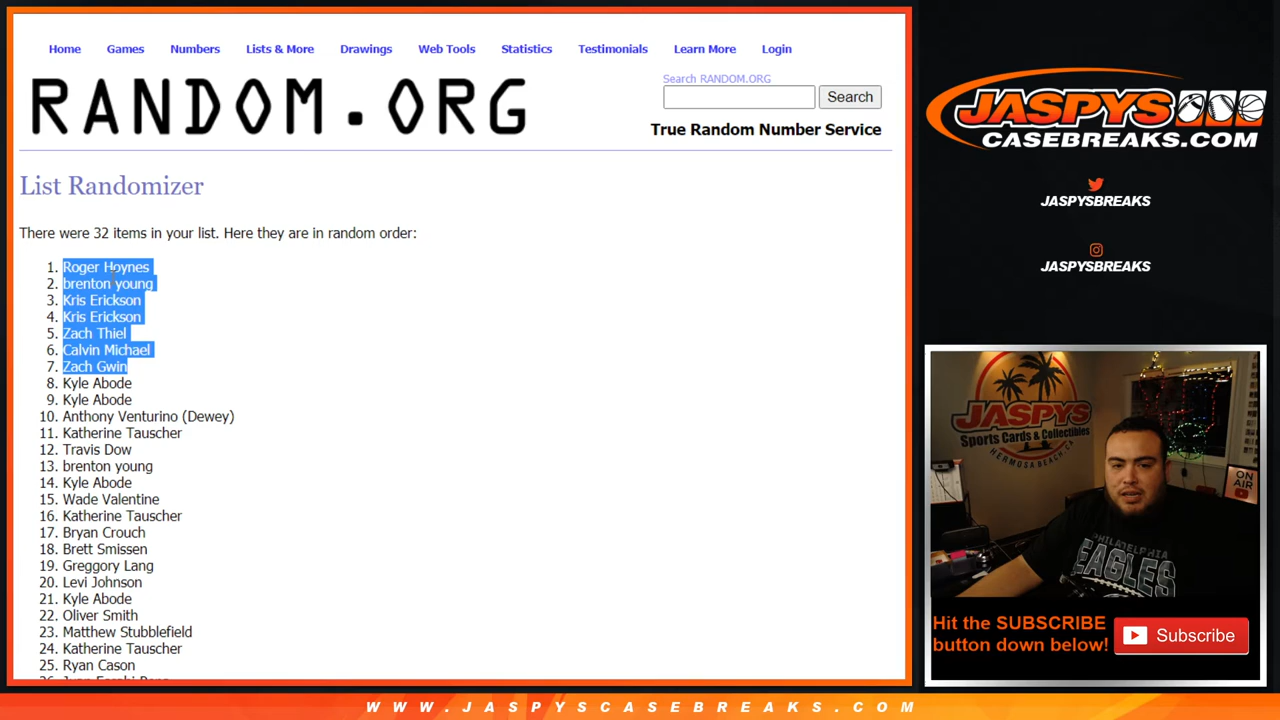 Home Games Numbers Lists & More Drawings Web Tools Statistics Testimonials Learn More Login
RANDOM.ORG
Search RANDOM.ORG
Search
True Random Number Service
List Randomizer
There were 32 items in your list. Here they are in random order:
1. Roger Hoynes
2. brenton young
3. Kris Erickson
4. Kris Erickson
5. Zach Thiel
6. Calvin Michael
7. Zach Gwin
8. Kyle Abode
9. Kyle Abode
10. Anthony Venturino (Dewey)
11. Katherine Tauscher
12. Travis Dow
13. brenton young
14. Kyle Abode
15. Wade Valentine
16. Katherine Tauscher
17. Bryan Crouch
18. Brett Smissen
19. Greggory Lang
20. Levi Johnson
21. Kyle Abode
22. Oliver Smith
23. Matthew Stubblefield
24. Katherine Tauscher
25. Ryan Cason
JASPYS
CASEBREAKS.COM
JASPYSBREAKS
JASPYSBREAKS
JASPYS
Sports Cards & Collectibles
HERMOSA BEACH, CA
ON
AIR
PHILADELPHIA
EAGLES
Hit the SUBSCRIBE
button down below!
Subscribe
WWW.JASPYSCASEBREAKS.COM